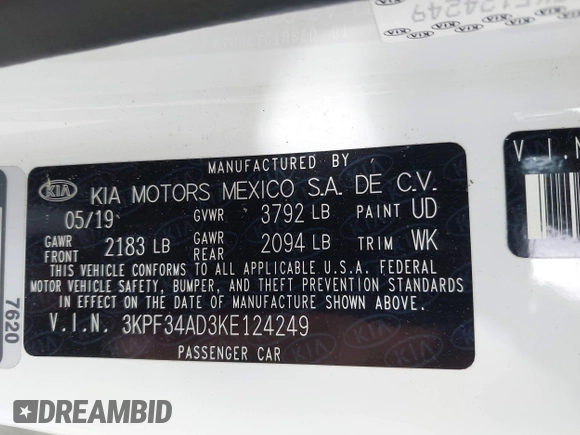 E124249
KIA
MANUFACTURED BY
KIA KIA MOTORS MEXICO S.A. DE C.V.
05/19 GVWR 3792 LB PAINT UD
GAWR FRONT 2183 LB GAWR REAR 2094 LB TRIM WK
THIS VEHICLE CONFORMS TO ALL APPLICABLE U.S.A. FEDERAL
MOTOR VEHICLE SAFETY, BUMPER, AND THEFT PREVENTION STANDARDS
IN EFFECT ON THE DATE OF MANUFACTURE SHOWN ABOVE.
V.I.N. 3KPF34AD3KE124249
PASSENGER CAR
V.I.N
7620
DREAMBID